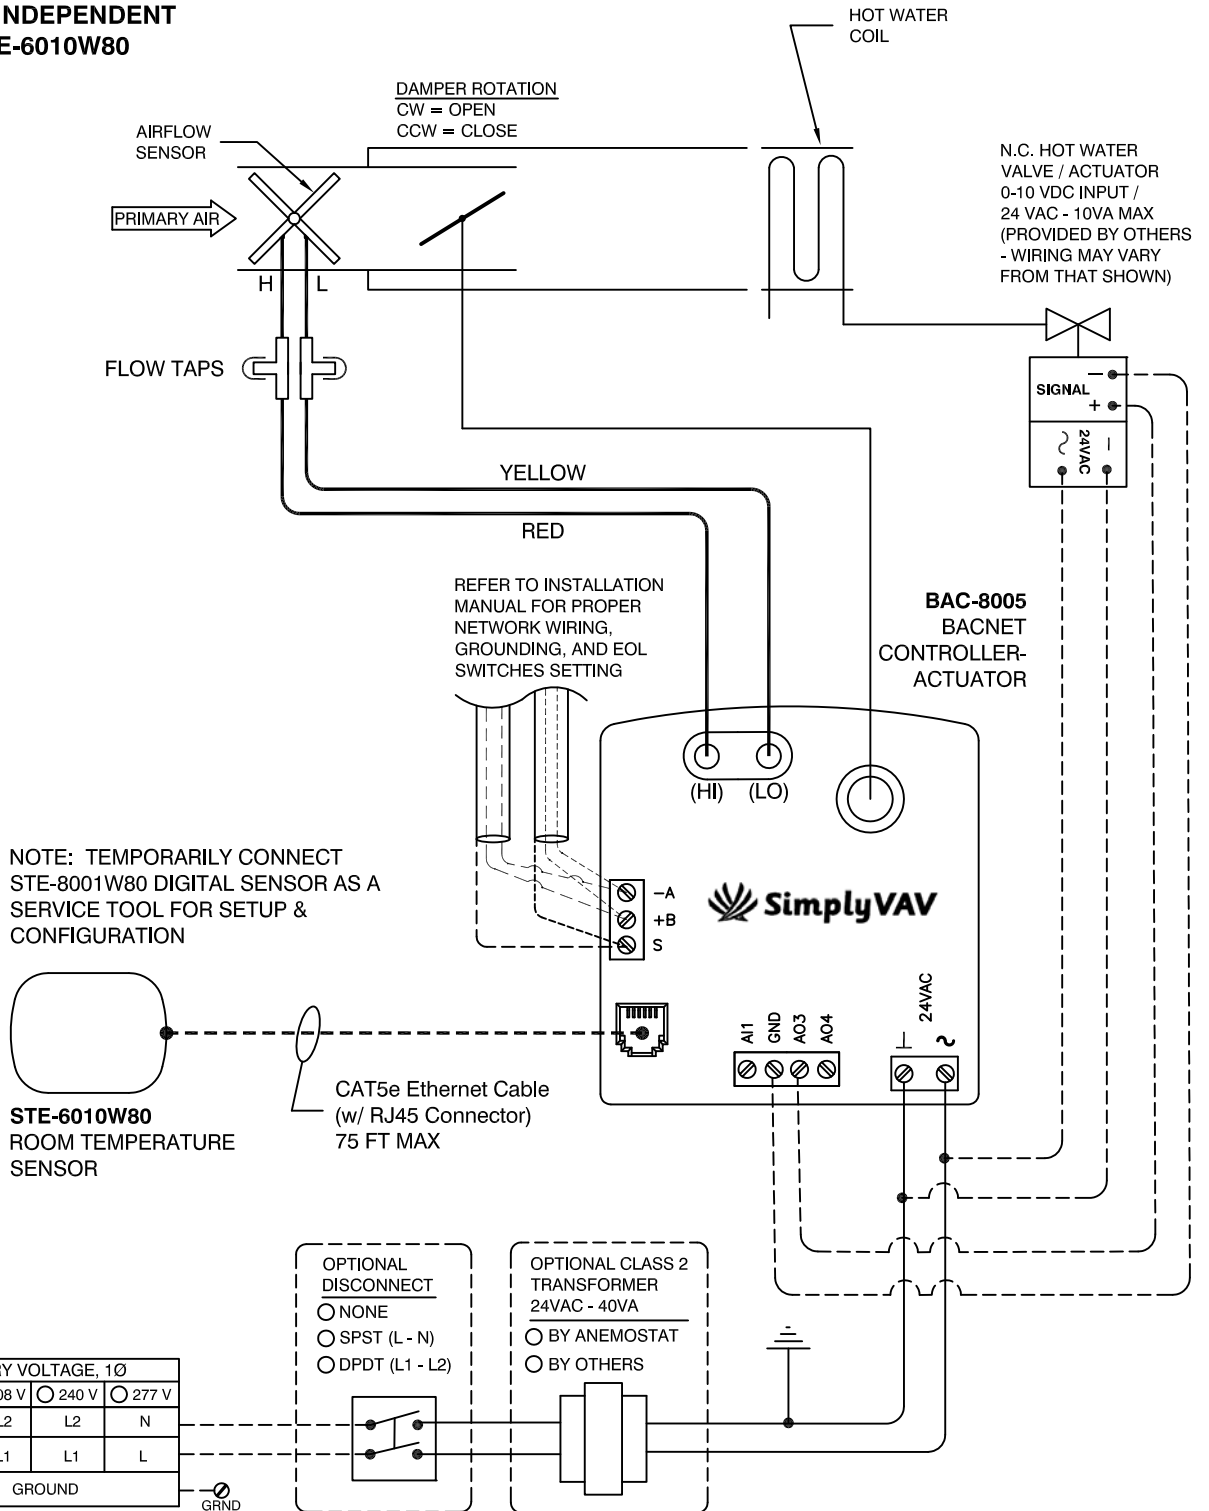 NDEPENDENT
E-6010W80
HOT WATER
COIL
DAMPER ROTATION
CW = OPEN
CCW = CLOSE
AIRFLOW
SENSOR
PRIMARY AIR
H L
N.C. HOT WATER
VALVE / ACTUATOR
0-10 VDC INPUT /
24 VAC - 10VA MAX
(PROVIDED BY OTHERS
- WIRING MAY VARY
FROM THAT SHOWN)
FLOW TAPS
SIGNAL
−
+
24VAC
~
−
YELLOW
RED
REFER TO INSTALLATION
MANUAL FOR PROPER
NETWORK WIRING,
GROUNDING, AND EOL
SWITCHES SETTING
BAC-8005
BACNET
CONTROLLER-
ACTUATOR
(HI) (LO)
NOTE: TEMPORARILY CONNECT
STE-8001W80 DIGITAL SENSOR AS A
SERVICE TOOL FOR SETUP &
CONFIGURATION
−A
+B
S
SimplyVAV
AI1
GND
AO3
AO4
24VAC
⊥ ~
CAT5e Ethernet Cable
(w/ RJ45 Connector)
75 FT MAX
STE-6010W80
ROOM TEMPERATURE
SENSOR
OPTIONAL
DISCONNECT
NONE
SPST (L - N)
DPDT (L1 - L2)
OPTIONAL CLASS 2
TRANSFORMER
24VAC - 40VA
BY ANEMOSTAT
BY OTHERS
RY VOLTAGE, 1Ø
08 V 240 V 277 V
L2 L2 N
L1 L1 L
GROUND
GRND